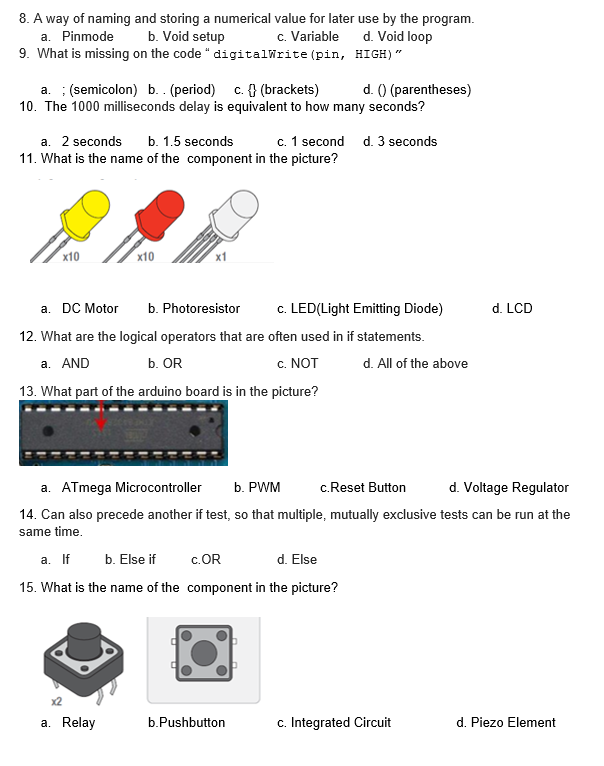 8. A way of naming and storing a numerical value for later use by the program.
a. Pinmode b. Void setup c. Variable d. Void loop
9. What is missing on the code “ digitalWrite(pin, HIGH)”
a. ; (semicolon) b. . (period) c. {} (brackets) d. () (parentheses)
10. The 1000 milliseconds delay is equivalent to how many seconds?
a. 2 seconds b. 1.5 seconds c. 1 second d. 3 seconds
11. What is the name of the component in the picture?
x10 x10 x1
a. DC Motor b. Photoresistor c. LED(Light Emitting Diode) d. LCD
12. What are the logical operators that are often used in if statements.
a. AND b. OR c. NOT d. All of the above
13. What part of the arduino board is in the picture?
a. ATmega Microcontroller b. PWM c.Reset Button d. Voltage Regulator
14. Can also precede another if test, so that multiple, mutually exclusive tests can be run at the
same time.
a. If b. Else if c.OR d. Else
15. What is the name of the component in the picture?
x2
a. Relay b.Pushbutton c. Integrated Circuit d. Piezo Element